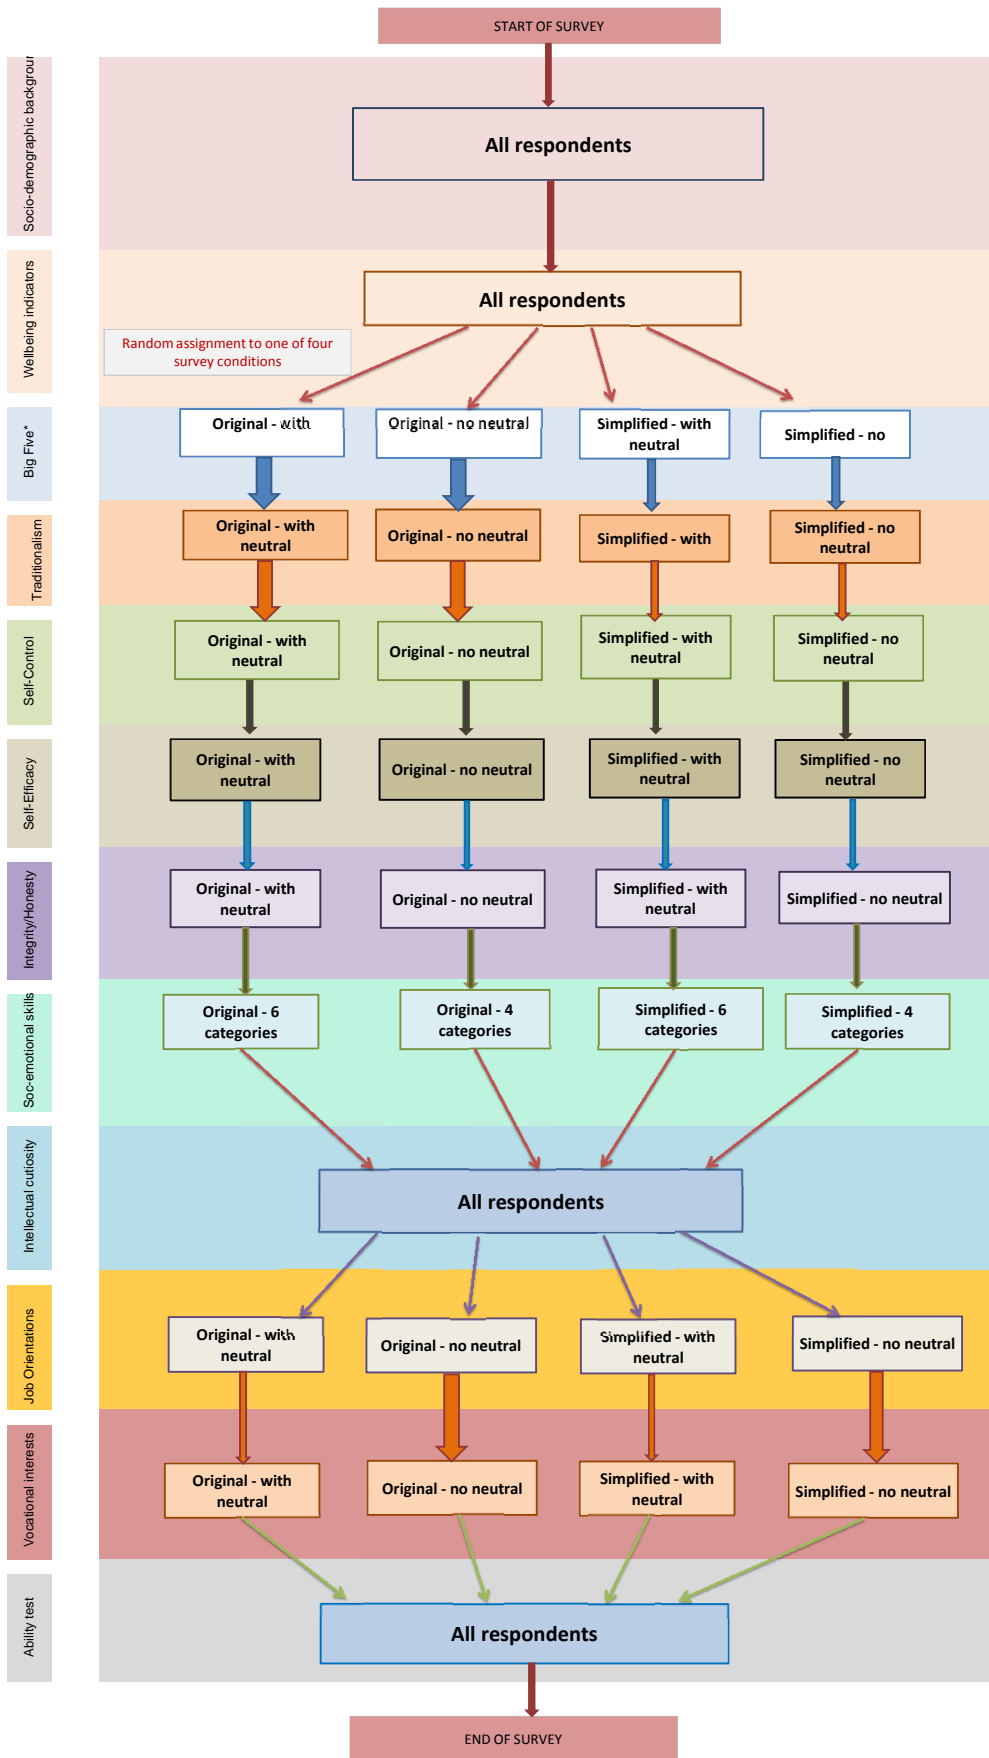 START OF SURVEY
Socio-demographic backgroun
All respondents
Wellbeing indicators
All respondents
Random assignment to one of four
survey conditions
Big Five*
Original - with
Original - no neutral
Simplified - with
neutral
Simplified - no
Traditionalism
Original - with
neutral
Original - no neutral
Simplified - with
Simplified - no
neutral
Self-Control
Original - with
neutral
Original - no neutral
Simplified - with
neutral
Simplified - no
neutral
Self-Efficacy
Original - with
neutral
Original - no neutral
Simplified - with
neutral
Simplified - no
neutral
Integrity/Honesty
Original - with
neutral
Original - no neutral
Simplified - with
neutral
Simplified - no neutral
Soc-emotional skills
Original - 6
categories
Original - 4
categories
Simplified - 6
categories
Simplified - 4
categories
Intellectual cutiosity
All respondents
Job Orientations
Original - with
neutral
Original - no neutral
Simplified - with
neutral
Simplified - no neutral
Vocational interests
Original - with
neutral
Original - no neutral
Simplified - with
neutral
Simplified - no neutral
Ability test
All respondents
END OF SURVEY